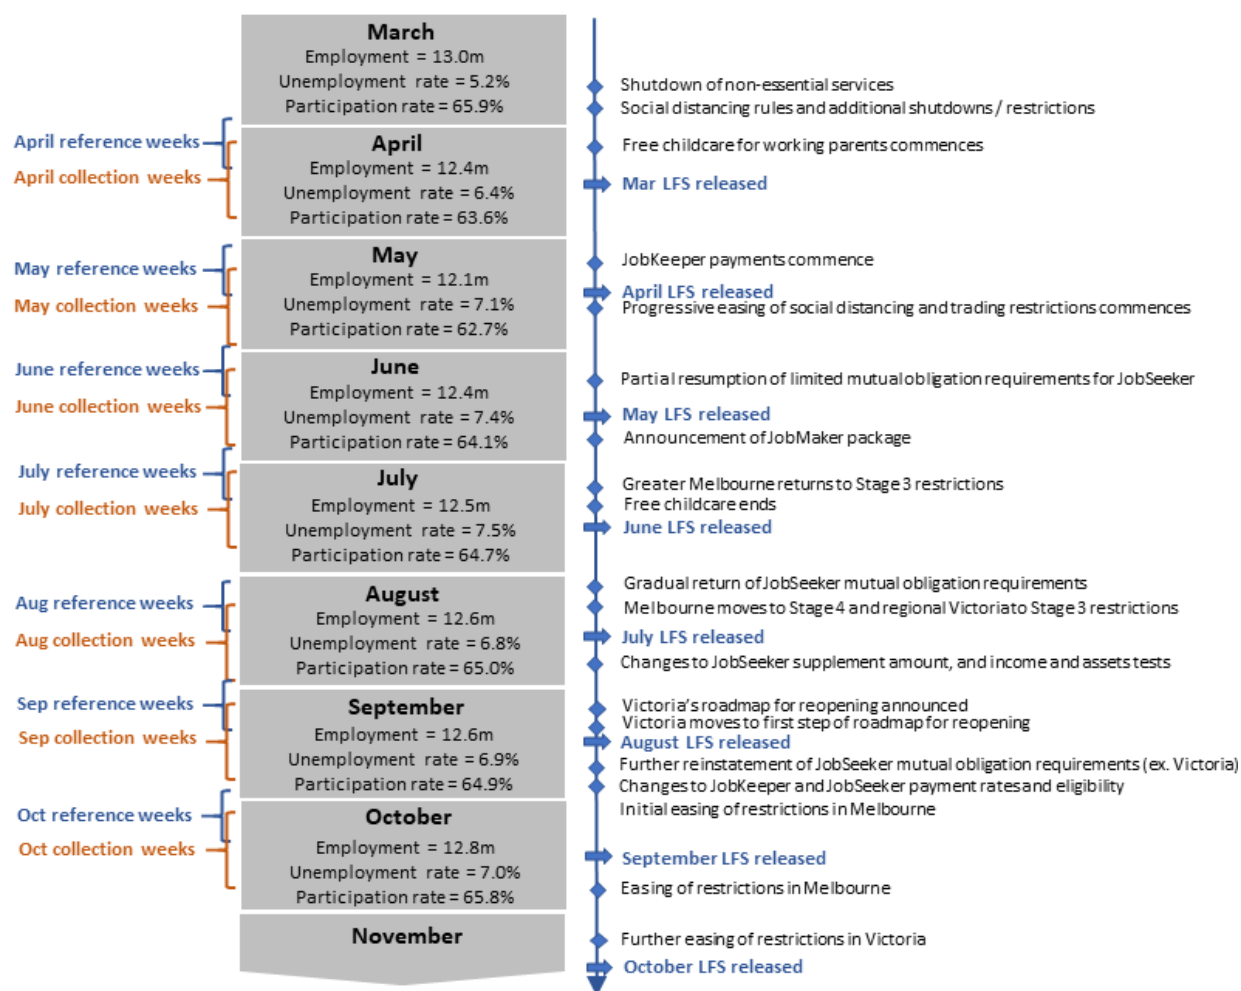 March
Employment = 13.0m
Unemployment rate = 5.2%
Participation rate = 65.9%
April reference weeks
April collection weeks
April
Employment = 12.4m
Unemployment rate = 6.4%
Participation rate = 63.6%
May reference weeks
May collection weeks
May
Employment = 12.1m
Unemployment rate = 7.1%
Participation rate = 62.7%
June reference weeks
June collection weeks
June
Employment = 12.4m
Unemployment rate = 7.4%
Participation rate = 64.1%
July reference weeks
July collection weeks
July
Employment = 12.5m
Unemployment rate = 7.5%
Participation rate = 64.7%
Aug reference weeks
Aug collection weeks
August
Employment = 12.6m
Unemployment rate = 6.8%
Participation rate = 65.0%
Sep reference weeks
Sep collection weeks
September
Employment = 12.6m
Unemployment rate = 6.9%
Participation rate = 64.9%
Oct reference weeks
Oct collection weeks
October
Employment = 12.8m
Unemployment rate = 7.0%
Participation rate = 65.8%
November
Shutdown of non-essential services
Social distancing rules and additional shutdowns / restrictions
Free childcare for working parents commences
Mar LFS released
JobKeeper payments commence
April LFS released
Progressive easing of social distancing and trading restrictions commences
Partial resumption of limited mutual obligation requirements for JobSeeker
May LFS released
Announcement of JobMaker package
Greater Melbourne returns to Stage 3 restrictions
Free childcare ends
June LFS released
Gradual return of JobSeeker mutual obligation requirements
Melbourne moves to Stage 4 and regional Victoria to Stage 3 restrictions
July LFS released
Changes to JobSeeker supplement amount, and income and assets tests
Victoria's roadmap for reopening announced
Victoria moves to first step of roadmap for reopening
August LFS released
Further reinstatement of JobSeeker mutual obligation requirements (ex. Victoria)
Changes to JobKeeper and JobSeeker payment rates and eligibility
Initial easing of restrictions in Melbourne
September LFS released
Easing of restrictions in Melbourne
Further easing of restrictions in Victoria
October LFS released